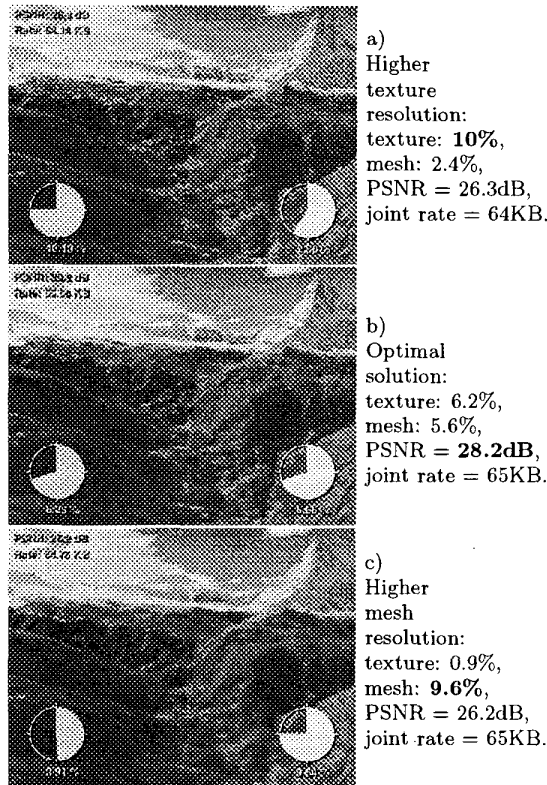 a)
Higher
texture
resolution:
texture: 10%,
mesh: 2.4%,
PSNR = 26.3dB,
joint rate = 64KB.
b)
Optimal
solution:
texture: 6.2%,
mesh: 5.6%,
PSNR = 28.2dB,
joint rate = 65KB.
c)
Higher
mesh
resolution:
texture: 0.9%,
mesh: 9.6%,
PSNR = 26.2dB,
joint rate = 65KB.